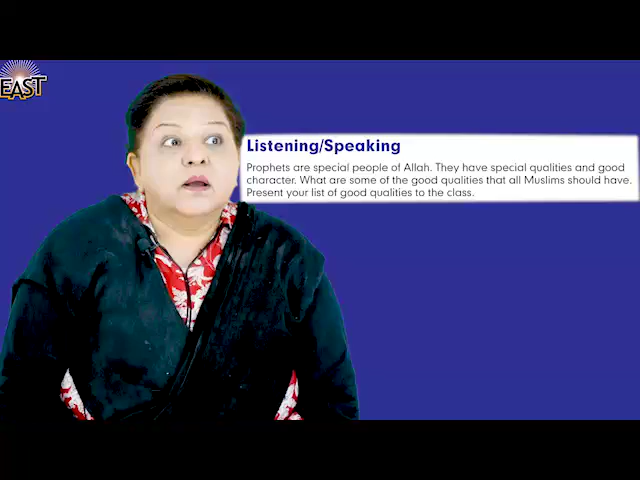 EAST
Listening/Speaking
Prophets are special people of Allah. They have special qualities and good
character. What are some of the good qualities that all Muslims should have.
Present your list of good qualities to the class.